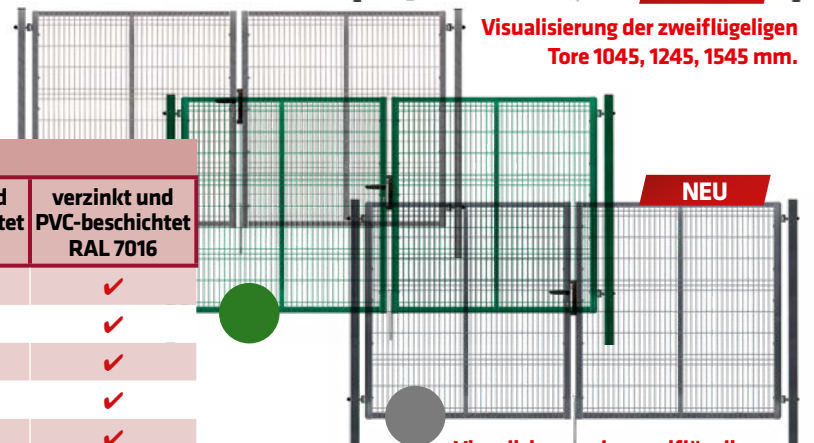 Visualisierung der zweiflügeligen
Tore 1045, 1245, 1545 mm.
verzinkt und
PVC-beschichtet
RAL 7016
NEU